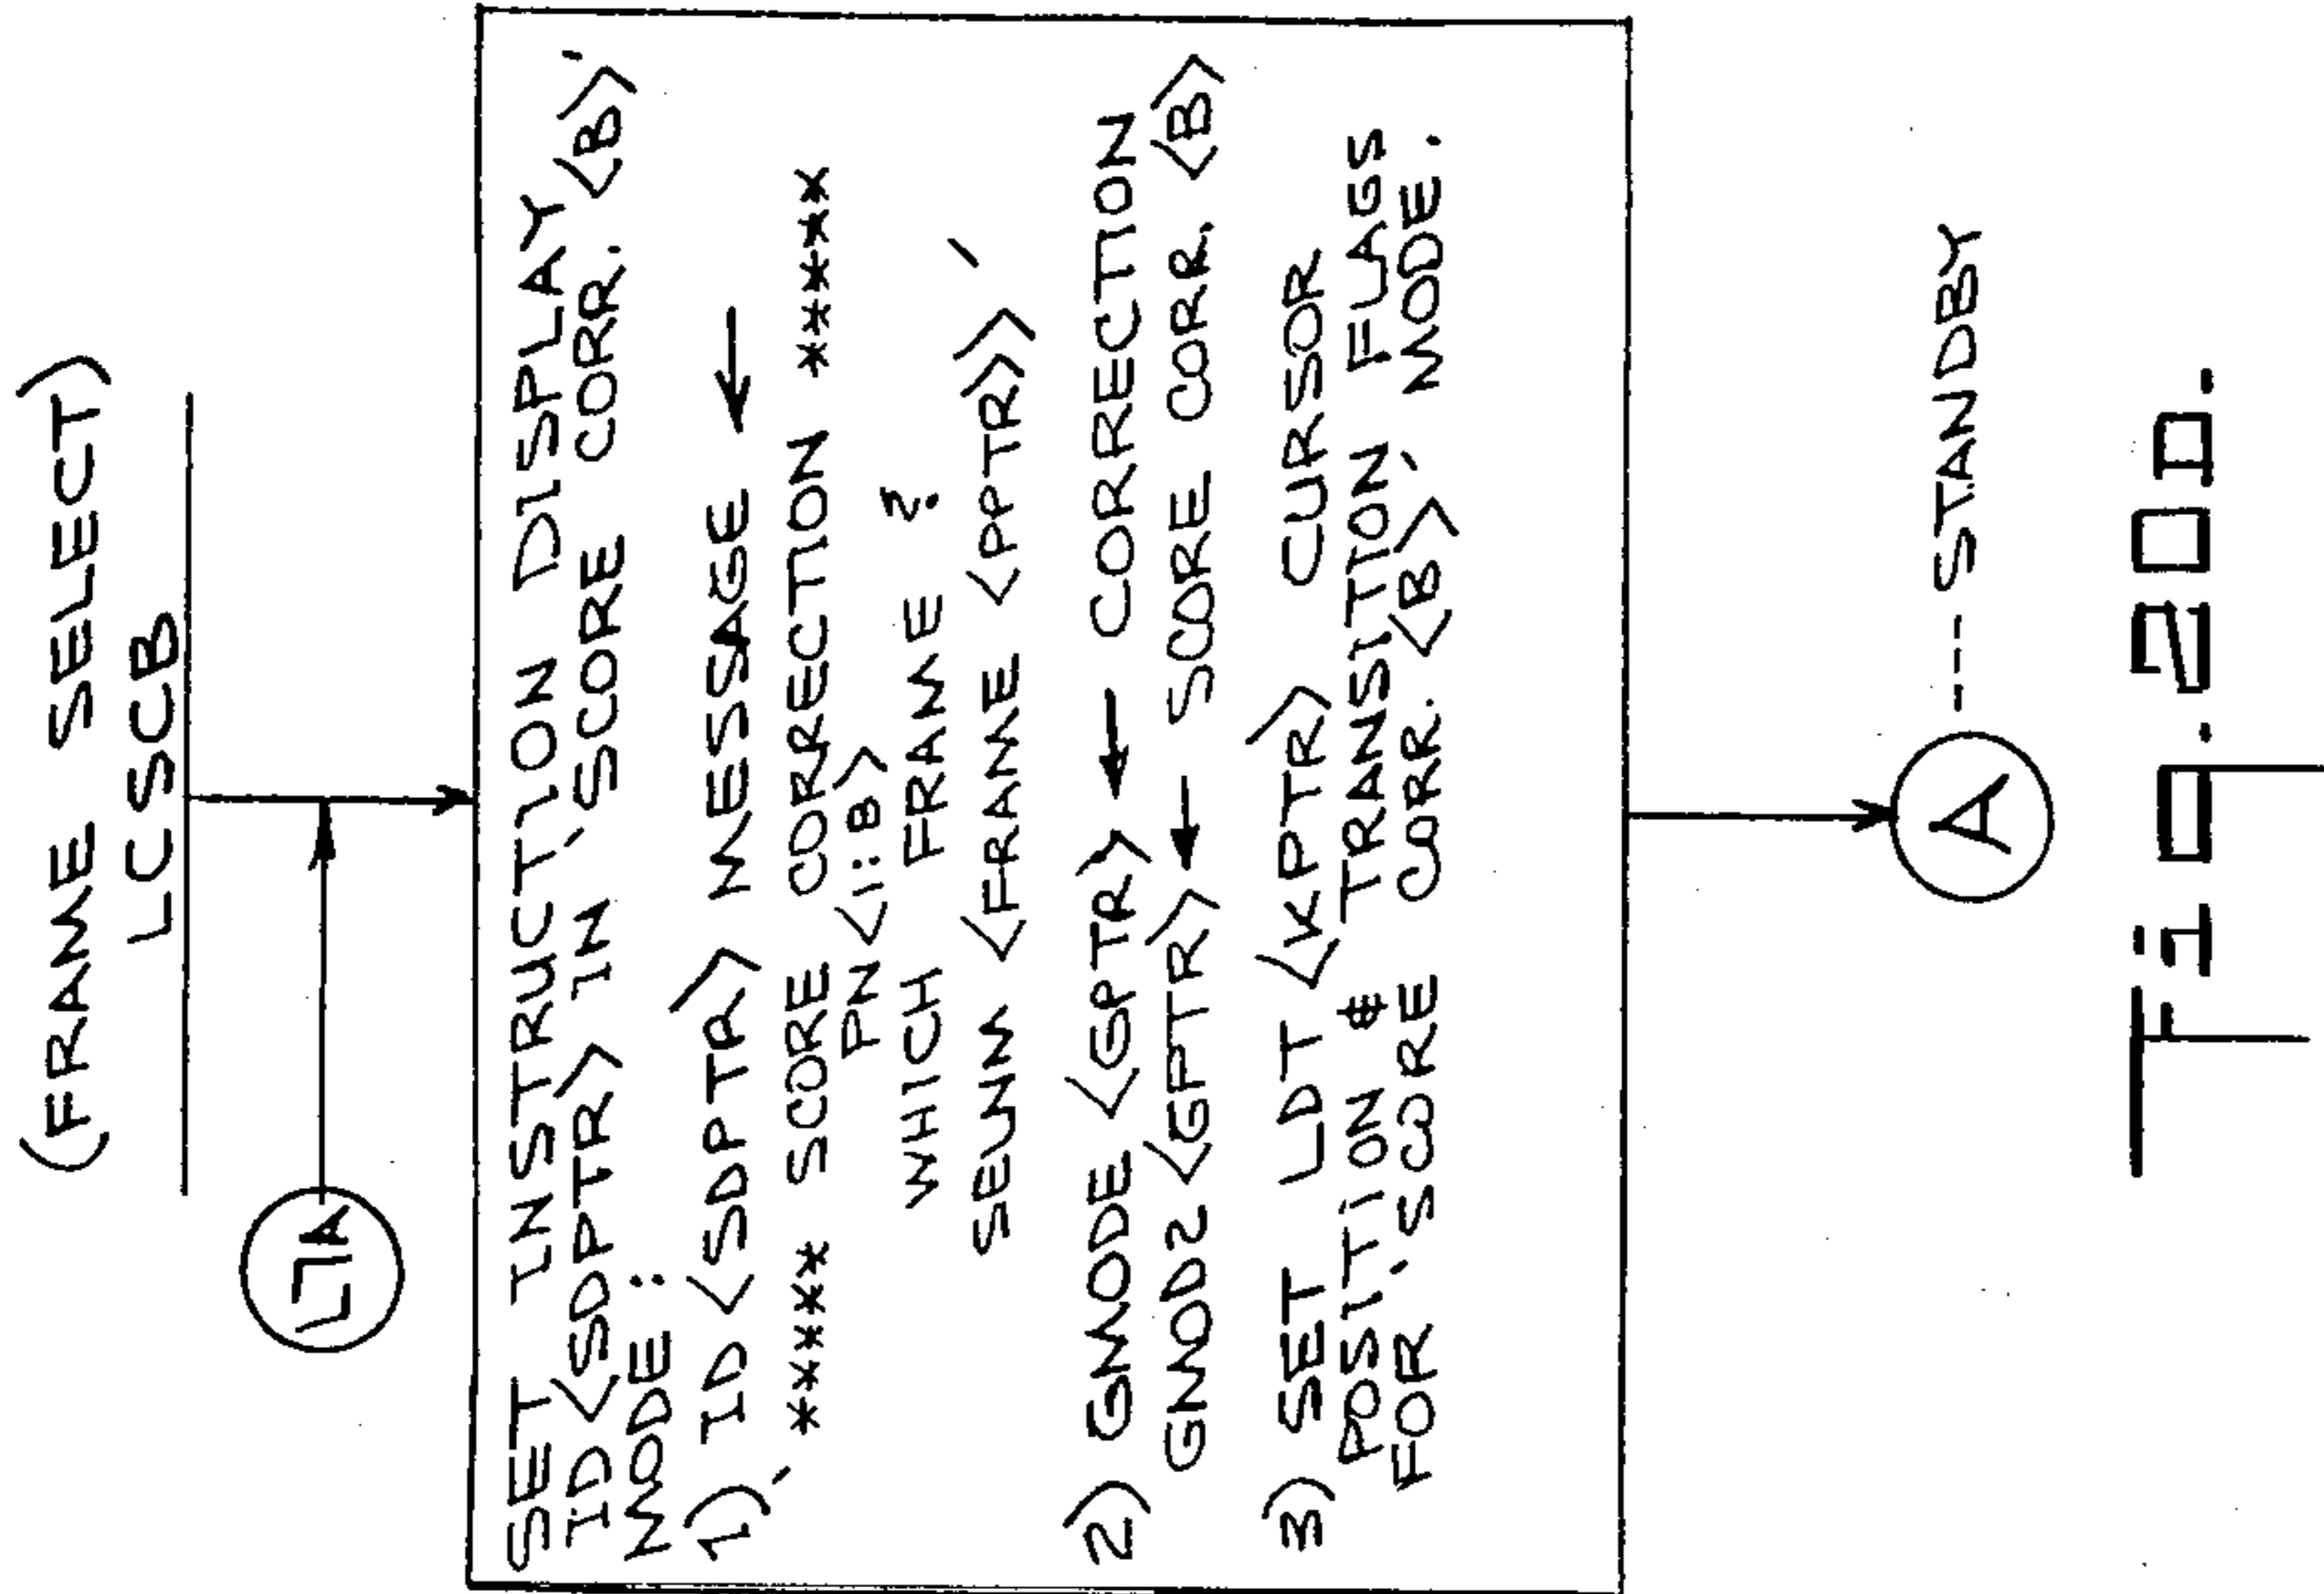 (FRAME SELECT)
LCSCB
SET INSTRUCTION DISPLAY
ID <SDPTR> IN 'SCORE CORR. <B>'
MODE:
1) ID <SDPTR> MESSAGE ←
'***** SCORE CORRECTION *****
PN <1:8>
WHICH FRAME ?
SEUNM <FRAME <PPTR>>'
2) GMODE <GPTR> ← CORRECTION
GMOD2 <GPTR> ← SCORE CORR. <B>
3) SET LDT <KPTR> CURSOR
POSITION & TRANSITION FLAGS
FOR 'SCORE CORR. <B>' MODE.
A --- STANDBY
Fig. 20D.